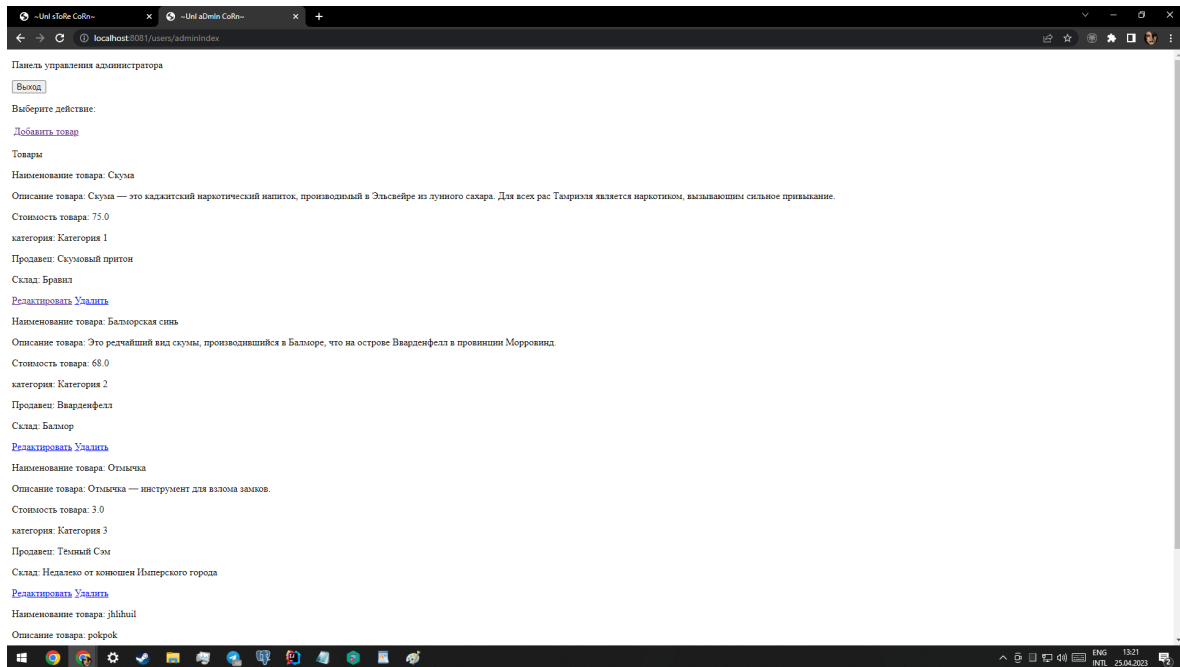 ~UnI sToRe CoRn~
~UnI aDmIn CoRn~
localhost:8081/users/adminIndex
Панель управления администратора
Выход
Выберите действие:
Добавить товар
Товары
Наименование товара: Скума
Описание товара: Скума — это каджитский наркотический напиток, производимый в Эльсвейре из лунного сахара. Для всех рас Тамриэля является наркотиком, вызывающим сильное привыкание.
Стоимость товара: 75.0
категория: Категория 1
Продавец: Скумовый притон
Склад: Бравил
Редактировать Удалить
Наименование товара: Балморская синь
Описание товара: Это редчайший вид скумы, производившийся в Балморе, что на острове Вварденфелл в провинции Морровинд.
Стоимость товара: 68.0
категория: Категория 2
Продавец: Вварденфелл
Склад: Балмор
Редактировать Удалить
Наименование товара: Отмычка
Описание товара: Отмычка — инструмент для взлома замков.
Стоимость товара: 3.0
категория: Категория 3
Продавец: Тёмный Сэм
Склад: Недалеко от конюшен Имперского города
Редактировать Удалить
Наименование товара: jhlihuil
Описание товара: pokpok
ENG
INTL
13:21
25.04.2023